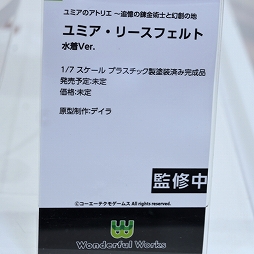 ユミアのアトリエ ～追憶の錬金術士と幻創の地～
ユミア・リースフェルト
水着Ver.
1/7 スケール プラスチック製塗装済み完成品
発売予定:未定
価格:未定
原型制作:デイラ
監修中
©コーエーテクモゲームス All rights reserved.
Wonderful Works